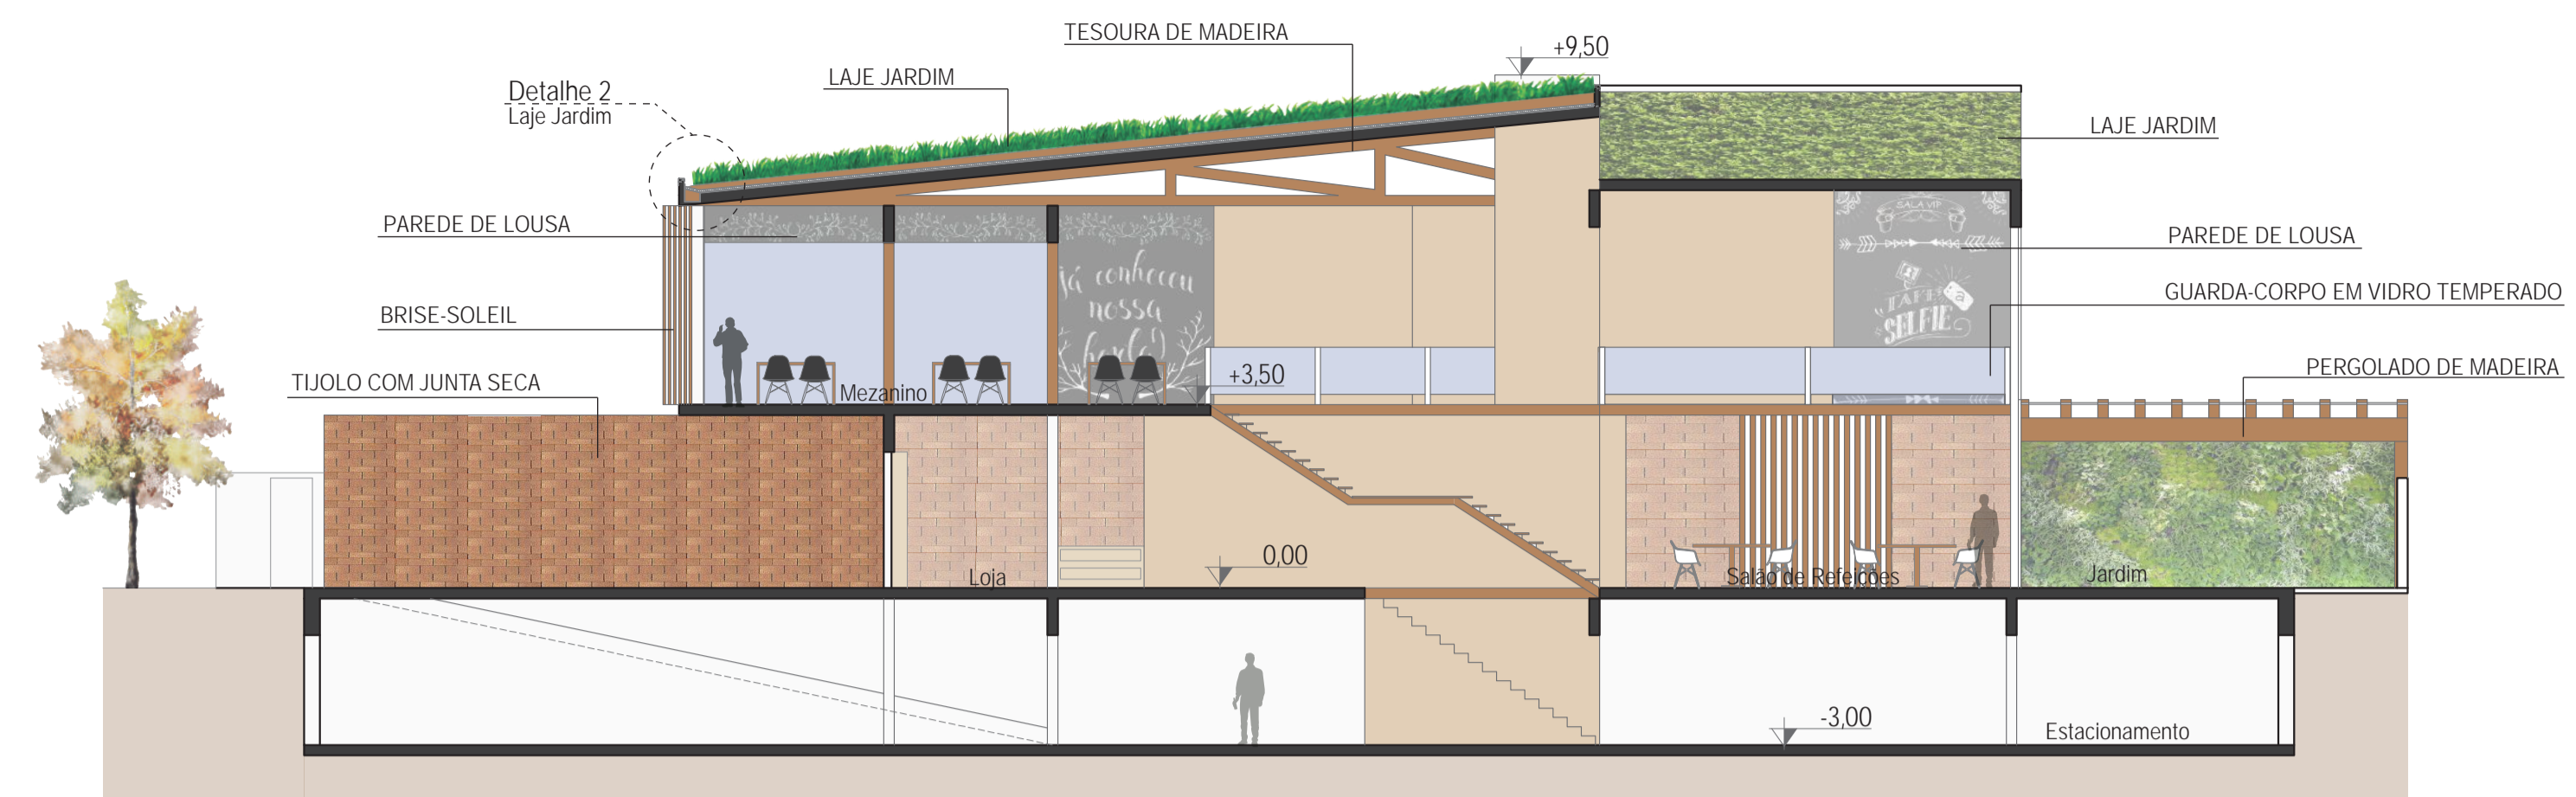 TESOURA DE MADEIRA
+9,50
LAJE JARDIM
Detalhe 2
Laje Jardim
LAJE JARDIM
PAREDE DE LOUSA
SALA VIP
PAREDE DE LOUSA
já conheceu
nossa
GUARDA-CORPO EM VIDRO TEMPERADO
BRISE-SOLEIL
SELFIE
PERGOLADO DE MADEIRA
TIJOLO COM JUNTA SECA
+3,50
Mezanino
0,00
Loja
Salão de Refeições
Jardim
-3,00
Estacionamento